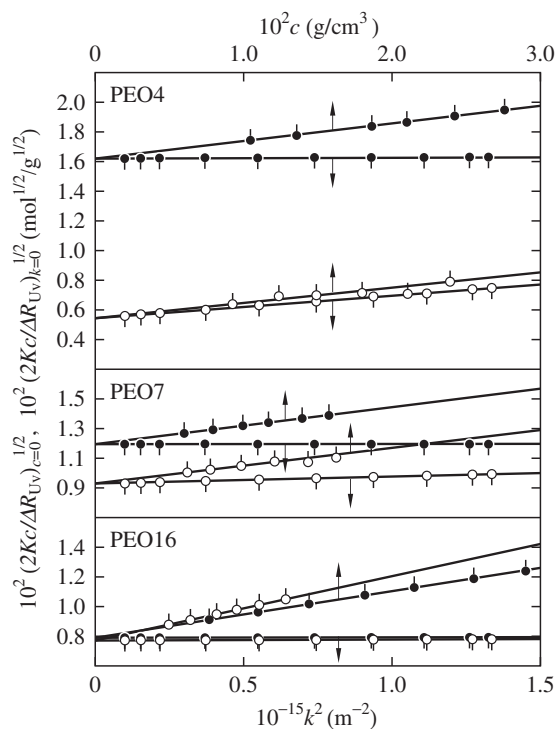 10²c (g/cm³)
0 1.0 2.0 3.0
PEO4
2.0
1.8
1.6
1.4
1.2
1.0
0.8
0.6
0.4
PEO7
1.5
1.3
1.1
0.9
PEO16
1.4
1.2
1.0
0.8
0 0.5 1.0 1.5
10⁻¹⁵k² (m⁻²)
10² (2Kc/ΔR_Uv)_{c=0}^{1/2}, 10² (2Kc/ΔR_Uv)_{k=0}^{1/2} (mol^{1/2}/g^{1/2})